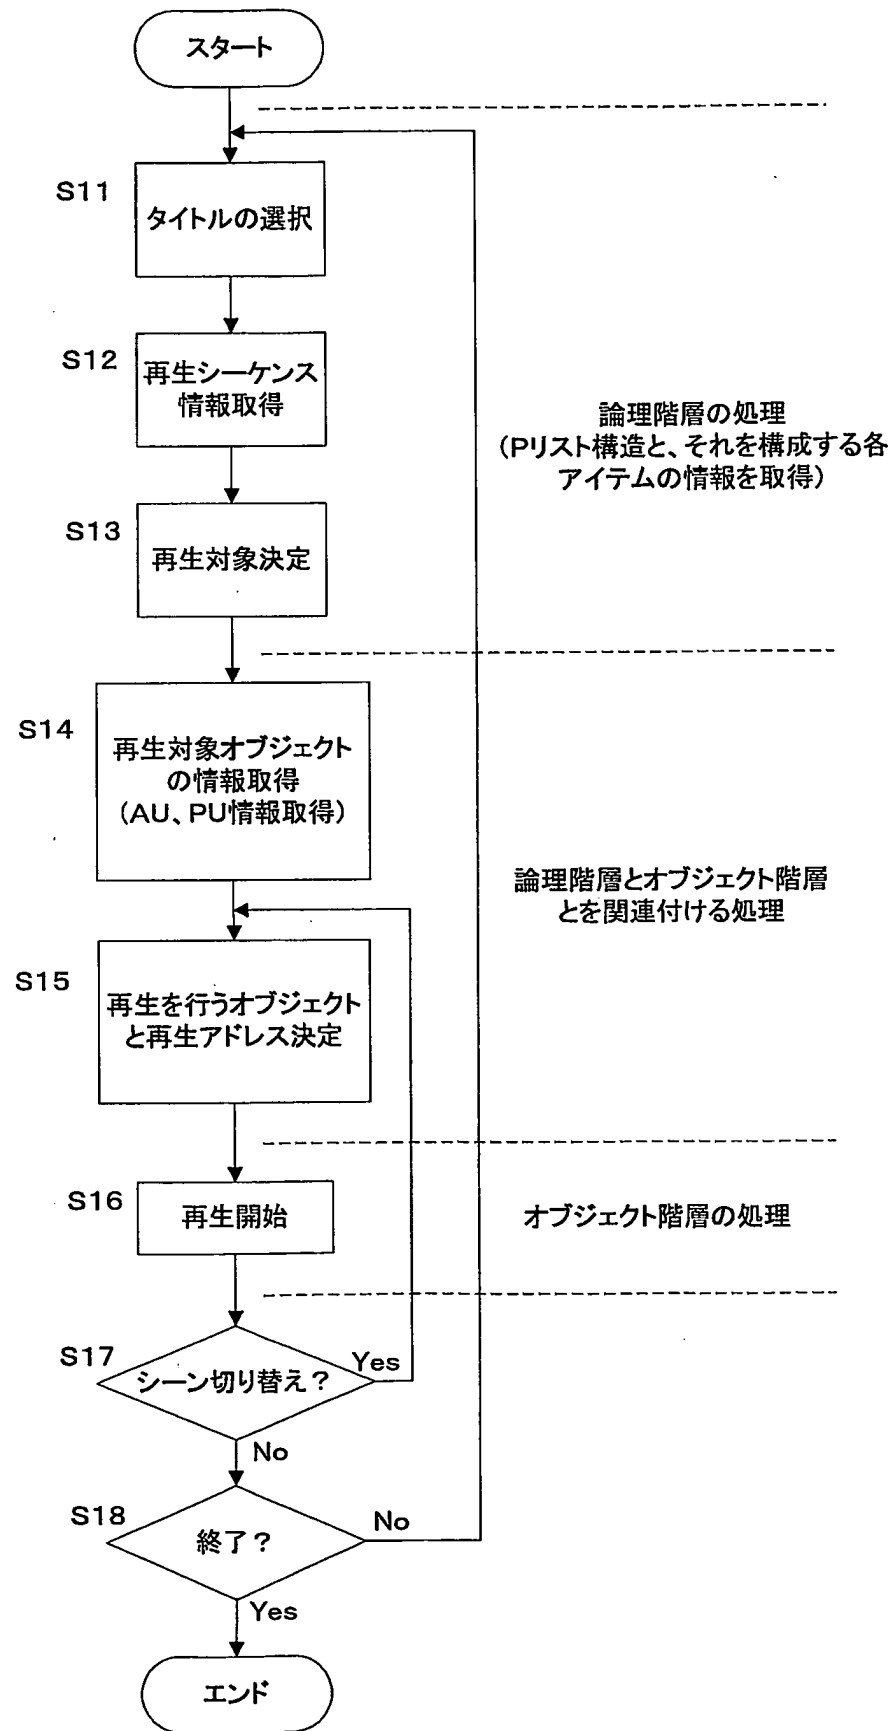 スタート
S11
タイトルの選択
S12
再生シーケンス
情報取得
論理階層の処理
(Pリスト構造と、それを構成する各
アイテムの情報を取得)
S13
再生対象決定
S14
再生対象オブジェクト
の情報取得
(AU、PU情報取得)
論理階層とオブジェクト階層
とを関連付ける処理
S15
再生を行うオブジェクト
と再生アドレス決定
S16
再生開始
オブジェクト階層の処理
S17
シーン切り替え?
Yes
No
S18
終了?
No
Yes
エンド